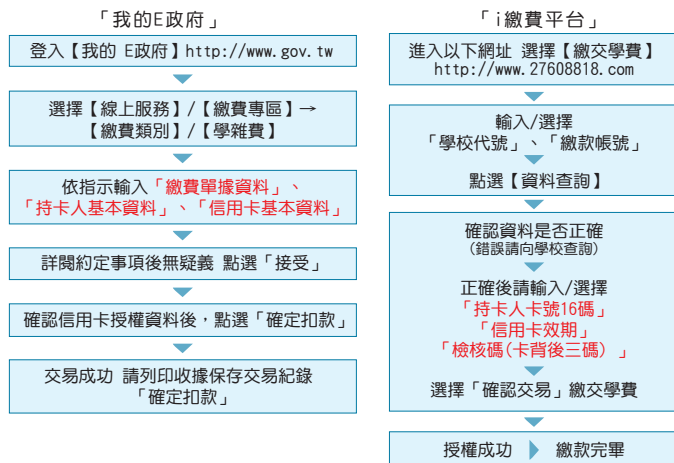 「我的E政府」
登入【我的 E政府】http://www.gov.tw
選擇【線上服務】/【繳費專區】→
【繳費類別】/【學雜費】
依指示輸入「繳費單據資料」、
「持卡人基本資料」、「信用卡基本資料」
詳閱約定事項後無疑義 點選「接受」
確認信用卡授權資料後，點選「確定扣款」
交易成功 請列印收據保存交易紀錄
「確定扣款」
「i繳費平台」
進入以下網址 選擇【繳交學費】
http://www.27608818.com
輸入/選擇
「學校代號」、「繳款帳號」
點選【資料查詢】
確認資料是否正確
(錯誤請向學校查詢)
正確後請輸入/選擇
「持卡人卡號16碼」
「信用卡效期」
「檢核碼(卡背後三碼) 」
選擇「確認交易」繳交學費
授權成功 繳款完畢